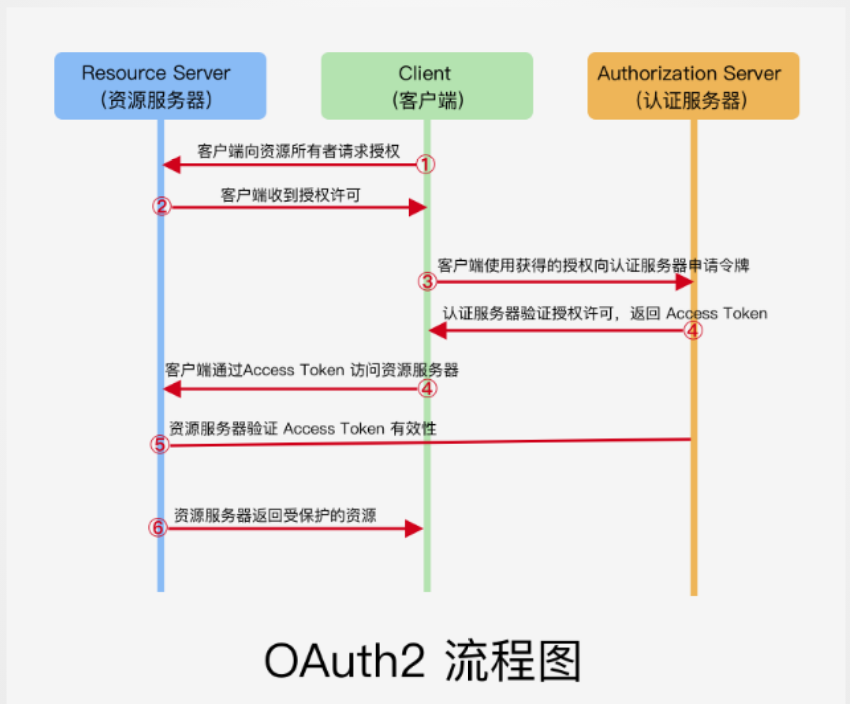 Resource Server
(资源服务器)
Client
(客户端)
Authorization Server
(认证服务器)
客户端向资源所有者请求授权
①
客户端收到授权许可
②
客户端使用获得的授权向认证服务器申请令牌
③
认证服务器验证授权许可，返回 Access Token
④
客户端通过Access Token 访问资源服务器
④
资源服务器验证 Access Token 有效性
⑤
资源服务器返回受保护的资源
⑥
OAuth2 流程图